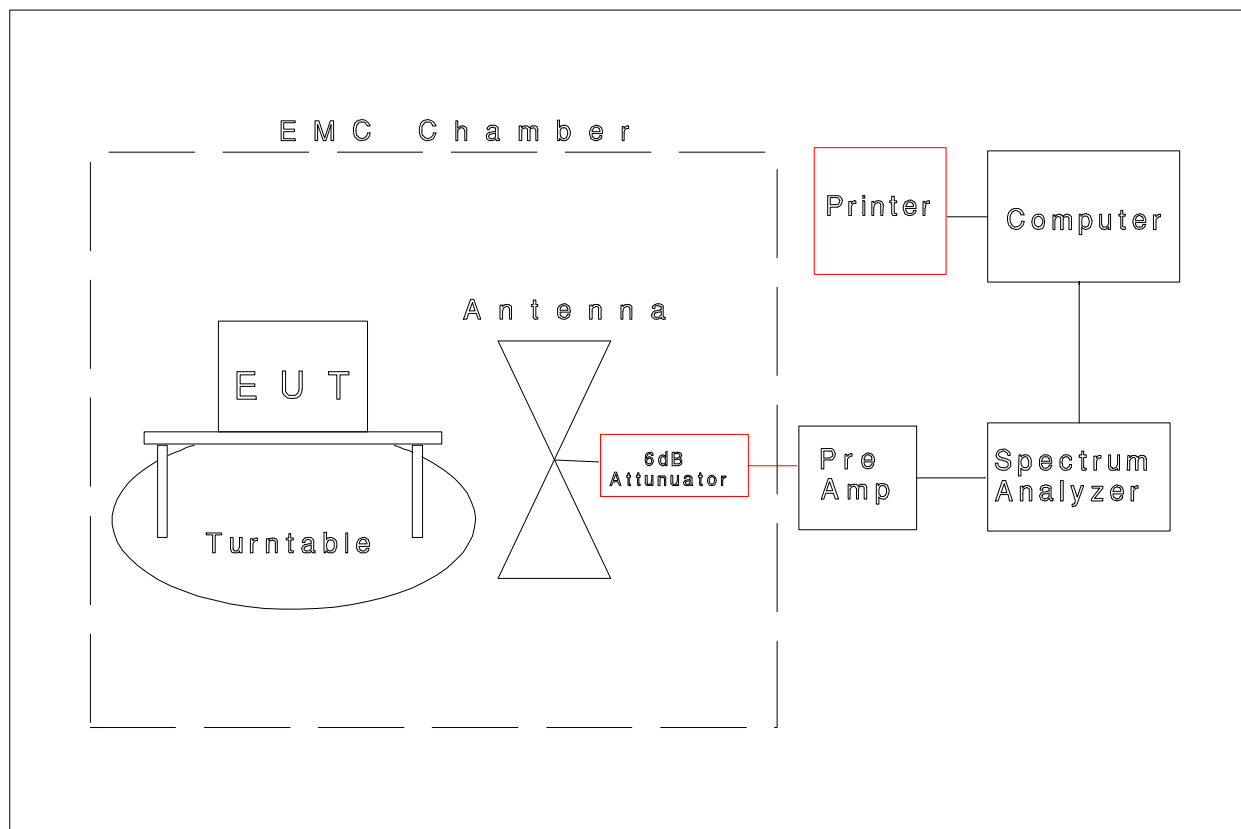 EMC Chamber
Printer
Computer
Antenna
EUT
6dB
Attunuator
Pre
Amp
Spectrum
Analyzer
Turntable